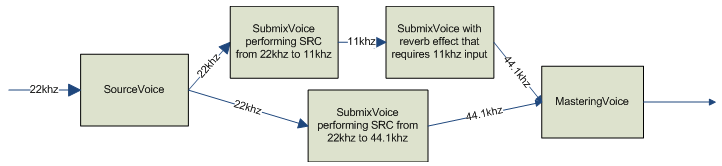 22khz
SourceVoice
22khz
SubmixVoice
performing SRC
from 22khz to 11khz
11khz
SubmixVoice with
reverb effect that
requires 11khz input
44.1khz
22khz
SubmixVoice
performing SRC from
22khz to 44.1khz
44.1khz
MasteringVoice